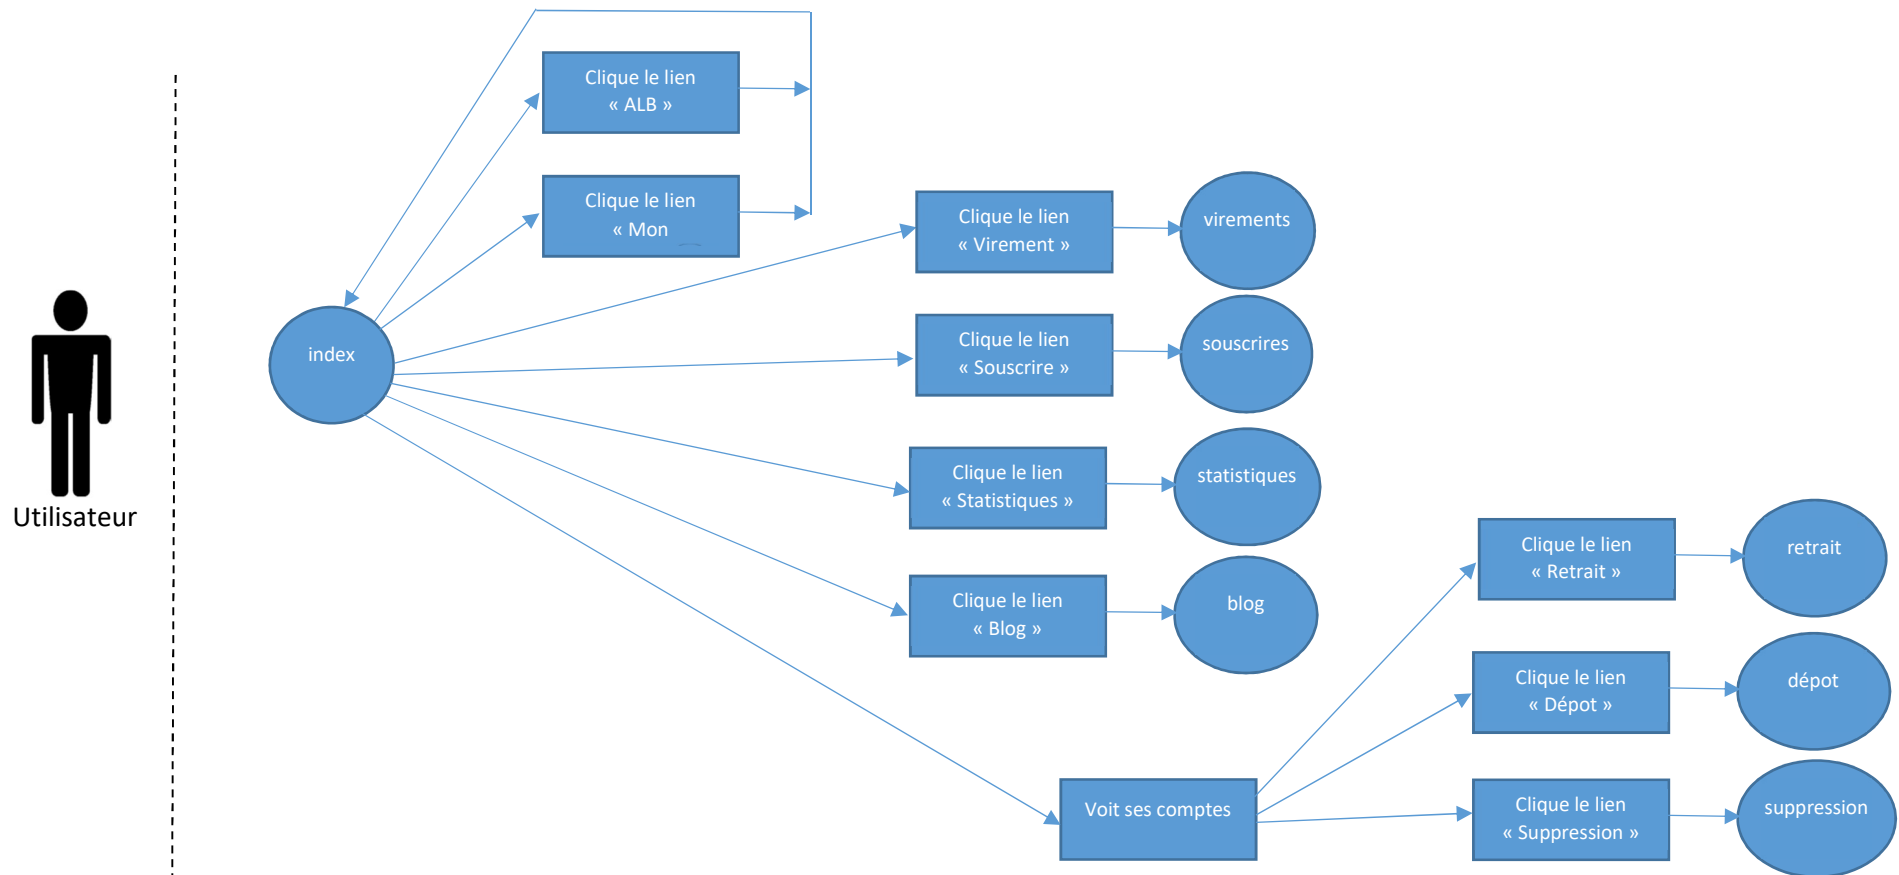 Clique le lien
« ALB »
Clique le lien
« Mon
Clique le lien
« Virement »
virements
Clique le lien
« Souscrire »
souscrires
index
Clique le lien
« Statistiques »
statistiques
Utilisateur
Clique le lien
« Retrait »
retrait
Clique le lien
« Blog »
blog
Clique le lien
« Dépot »
dépot
Voit ses comptes
Clique le lien
« Suppression »
suppression